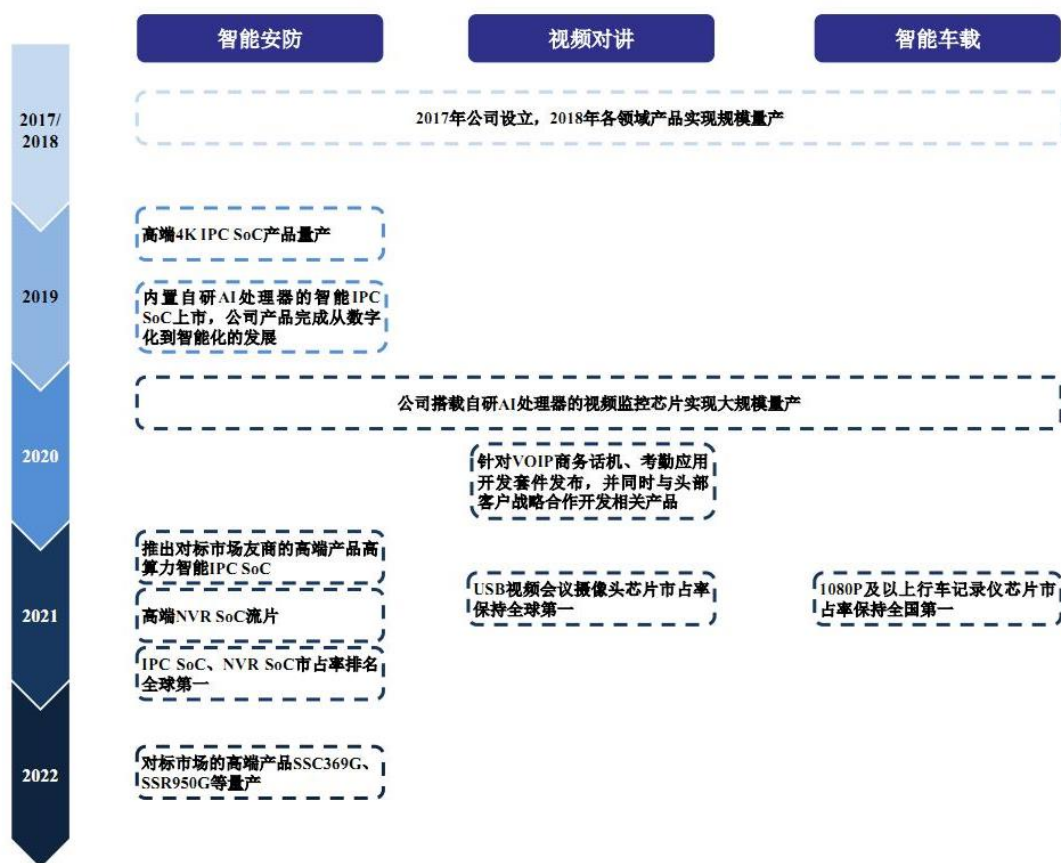 智能安防
视频对讲
智能车载
2017/
2018
2017年公司设立，2018年各领域产品实现规模量产
高端4K IPC SoC产品量产
2019
内置自研AI处理器的智能IPC
SoC上市，公司产品完成从数字
化到智能化的发展
公司搭载自研AI处理器的视频监控芯片实现大规模量产
2020
针对VOIP商务话机、考勤应用
开发套件发布，并同时与头部
客户战略合作开发相关产品
推出对标市场友商的高端产品高
算力智能IPC SoC
2021
高端NVR SoC流片
IPC SoC、NVR SoC市占率排名
全球第一
USB视频会议摄像头芯片市占率
保持全球第一
1080P及以上行车记录仪芯片市
占率保持全国第一
2022
对标市场的高端产品SSC369G、
SSR950G等量产